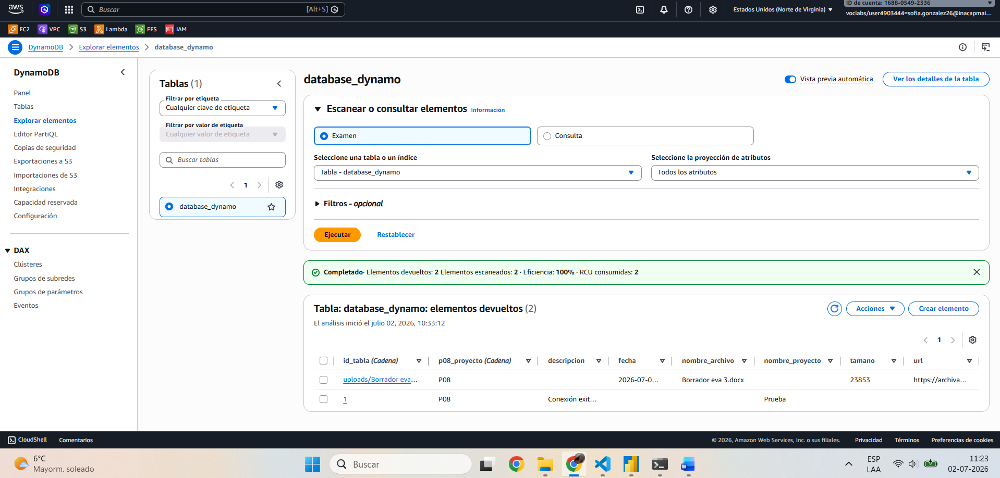 aws
Buscar
[Alt+S]
Estados Unidos (Norte de Virginia)
ID de cuenta: 1688-0549-2336
voclabs/user4903444=sofia.gonzalez26@inacapmai...
EC2
VPC
S3
Lambda
EFS
IAM
DynamoDB
Explorar elementos
database_dynamo
DynamoDB
Panel
Tablas
Explorar elementos
Editor PartiQL
Copias de seguridad
Exportaciones a S3
Importaciones de S3
Integraciones
Capacidad reservada
Configuración
DAX
Clústeres
Grupos de subredes
Grupos de parámetros
Eventos
Tablas (1)
Filtrar por etiqueta
Cualquier clave de etiqueta
Filtrar por valor de etiqueta
Cualquier valor de etiqueta
Buscar tablas
1
database_dynamo
database_dynamo
Vista previa automática
Ver los detalles de la tabla
Escanear o consultar elementos Información
Examen
Consulta
Seleccione una tabla o un índice
Tabla - database_dynamo
Seleccione la proyección de atributos
Todos los atributos
Filtros - opcional
Ejecutar
Restablecer
Completado· Elementos devueltos: 2 Elementos escaneados: 2 · Eficiencia: 100% · RCU consumidas: 2
Tabla: database_dynamo: elementos devueltos (2)
El análisis inició el julio 02, 2026, 10:33:12
Acciones
Crear elemento
1
id_tabla (Cadena) p08_proyecto (Cadena) descripcion fecha nombre_archivo nombre_proyecto tamano url
uploads/Borrador eva... P08 2026-07-0... Borrador eva 3.docx 23853 https://archiva...
1 P08 Conexión exit... Prueba
CloudShell
Comentarios
© 2026, Amazon Web Services, Inc. o sus filiales.
Privacidad
Términos
Preferencias de cookies
6°C
Mayorm. soleado
Buscar
ESP
LAA
11:23
02-07-2026